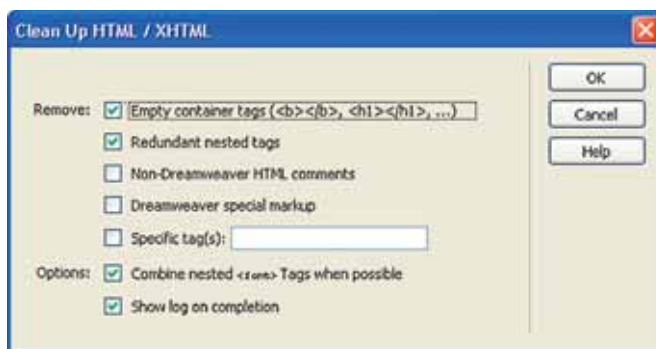 Clean Up HTML / XHTML
OK
Remove: Empty container tags (<b></b>, <h1></h1>, ...)
Cancel
Redundant nested tags
Help
Non-Dreamweaver HTML comments
Dreamweaver special markup
Specific tag(s):
Options: Combine nested <font> Tags when possible
Show log on completion